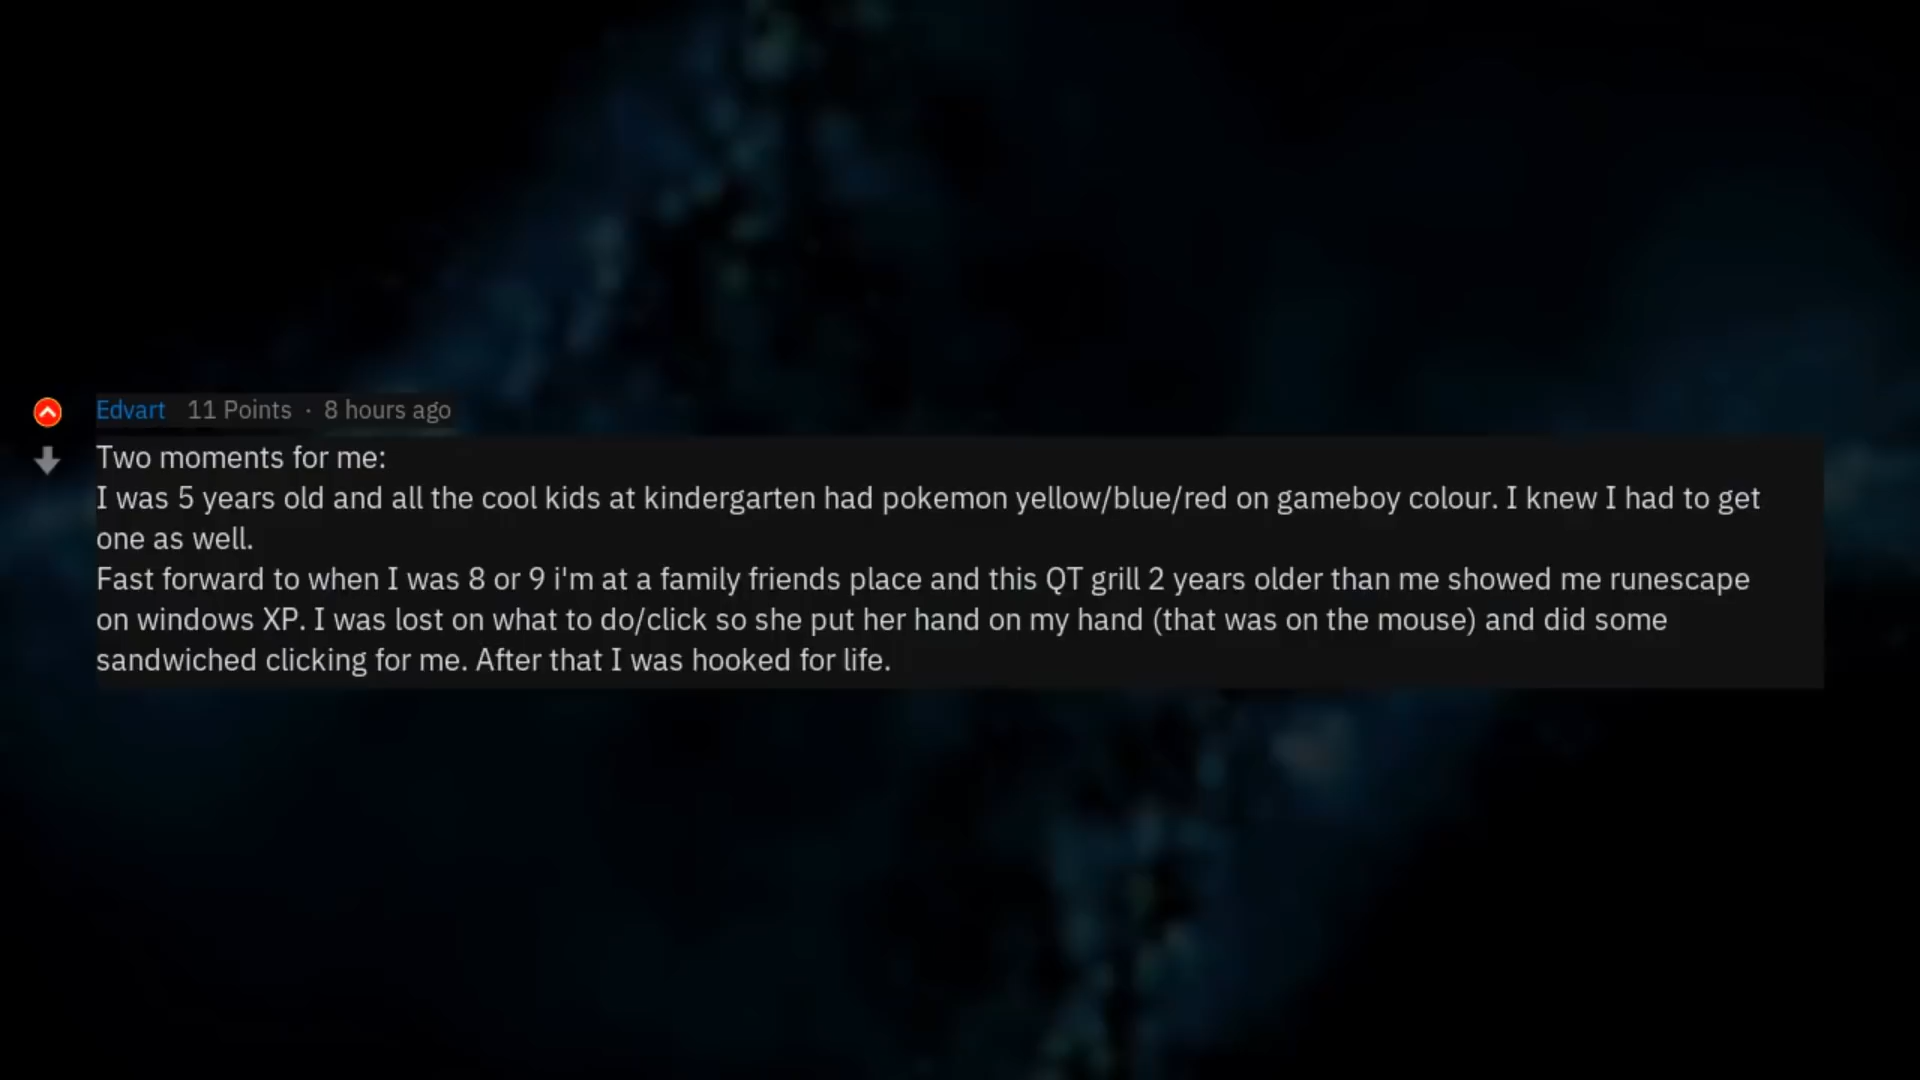 Edvart 11 Points · 8 hours ago
Two moments for me:
I was 5 years old and all the cool kids at kindergarten had pokemon yellow/blue/red on gameboy colour. I knew I had to get
one as well.
Fast forward to when I was 8 or 9 i'm at a family friends place and this QT grill 2 years older than me showed me runescape
on windows XP. I was lost on what to do/click so she put her hand on my hand (that was on the mouse) and did some
sandwiched clicking for me. After that I was hooked for life.